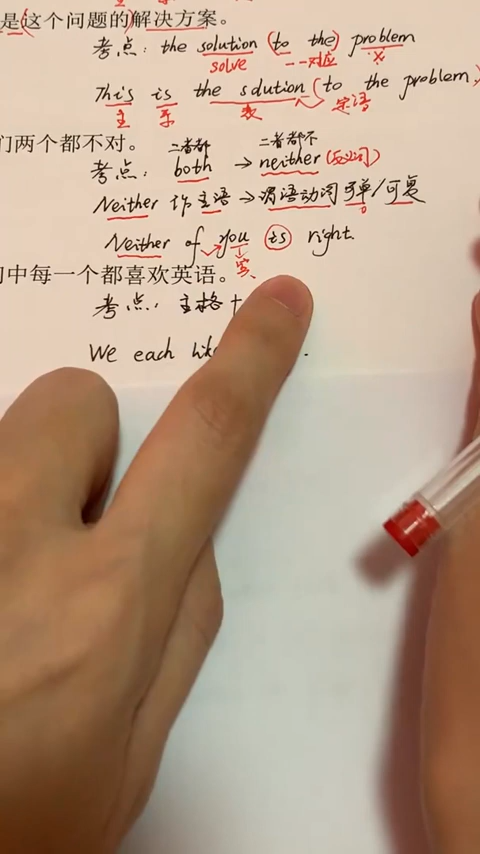 是(这个问题的)解决方案。
考点: the solution (to the) problem
solve 一一对应
This is the solution (to the problem)
主 系 表 定语
们两个都不对。 二者都 二者都不
考点: both → neither (反义词)
Neither 作主语 → 谓语动词可单/可复
Neither of you is right.
宾
们中每一个都喜欢英语。
考点: 主格+
We each like